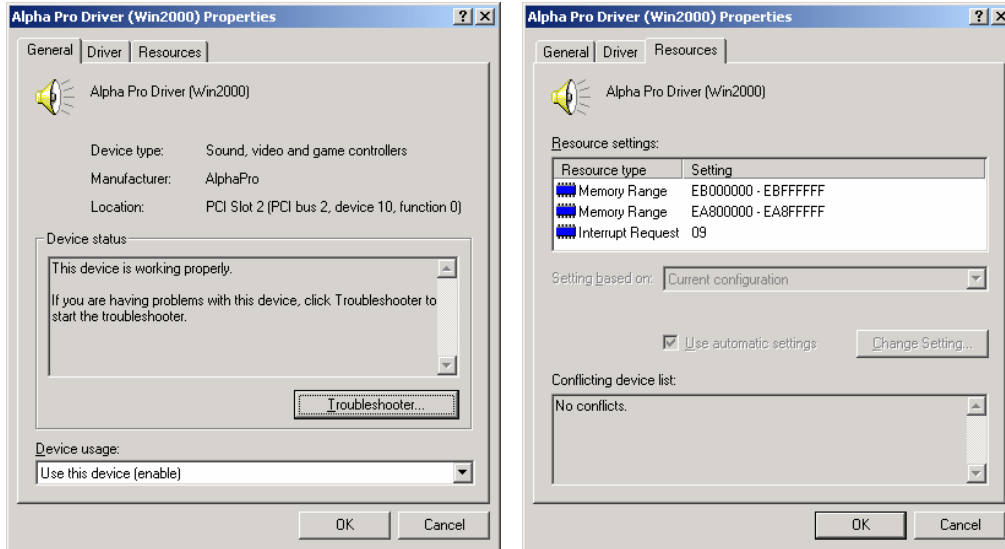 Alpha Pro Driver (Win2000) Properties
General Driver Resources
Alpha Pro Driver (Win2000)
Device type: Sound, video and game controllers
Manufacturer: AlphaPro
Location: PCI Slot 2 (PCI bus 2, device 10, function 0)
Device status
This device is working properly.
If you are having problems with this device, click Troubleshooter to
start the troubleshooter.
Troubleshooter...
Device usage:
Use this device (enable)
OK Cancel
Alpha Pro Driver (Win2000) Properties
General Driver Resources
Alpha Pro Driver (Win2000)
Resource settings:
Resource type Setting
Memory Range EB000000 - EBFFFFFF
Memory Range EA800000 - EA8FFFFF
Interrupt Request 09
Setting based on: Current configuration
Use automatic settings Change Setting...
Conflicting device list:
No conflicts.
OK Cancel